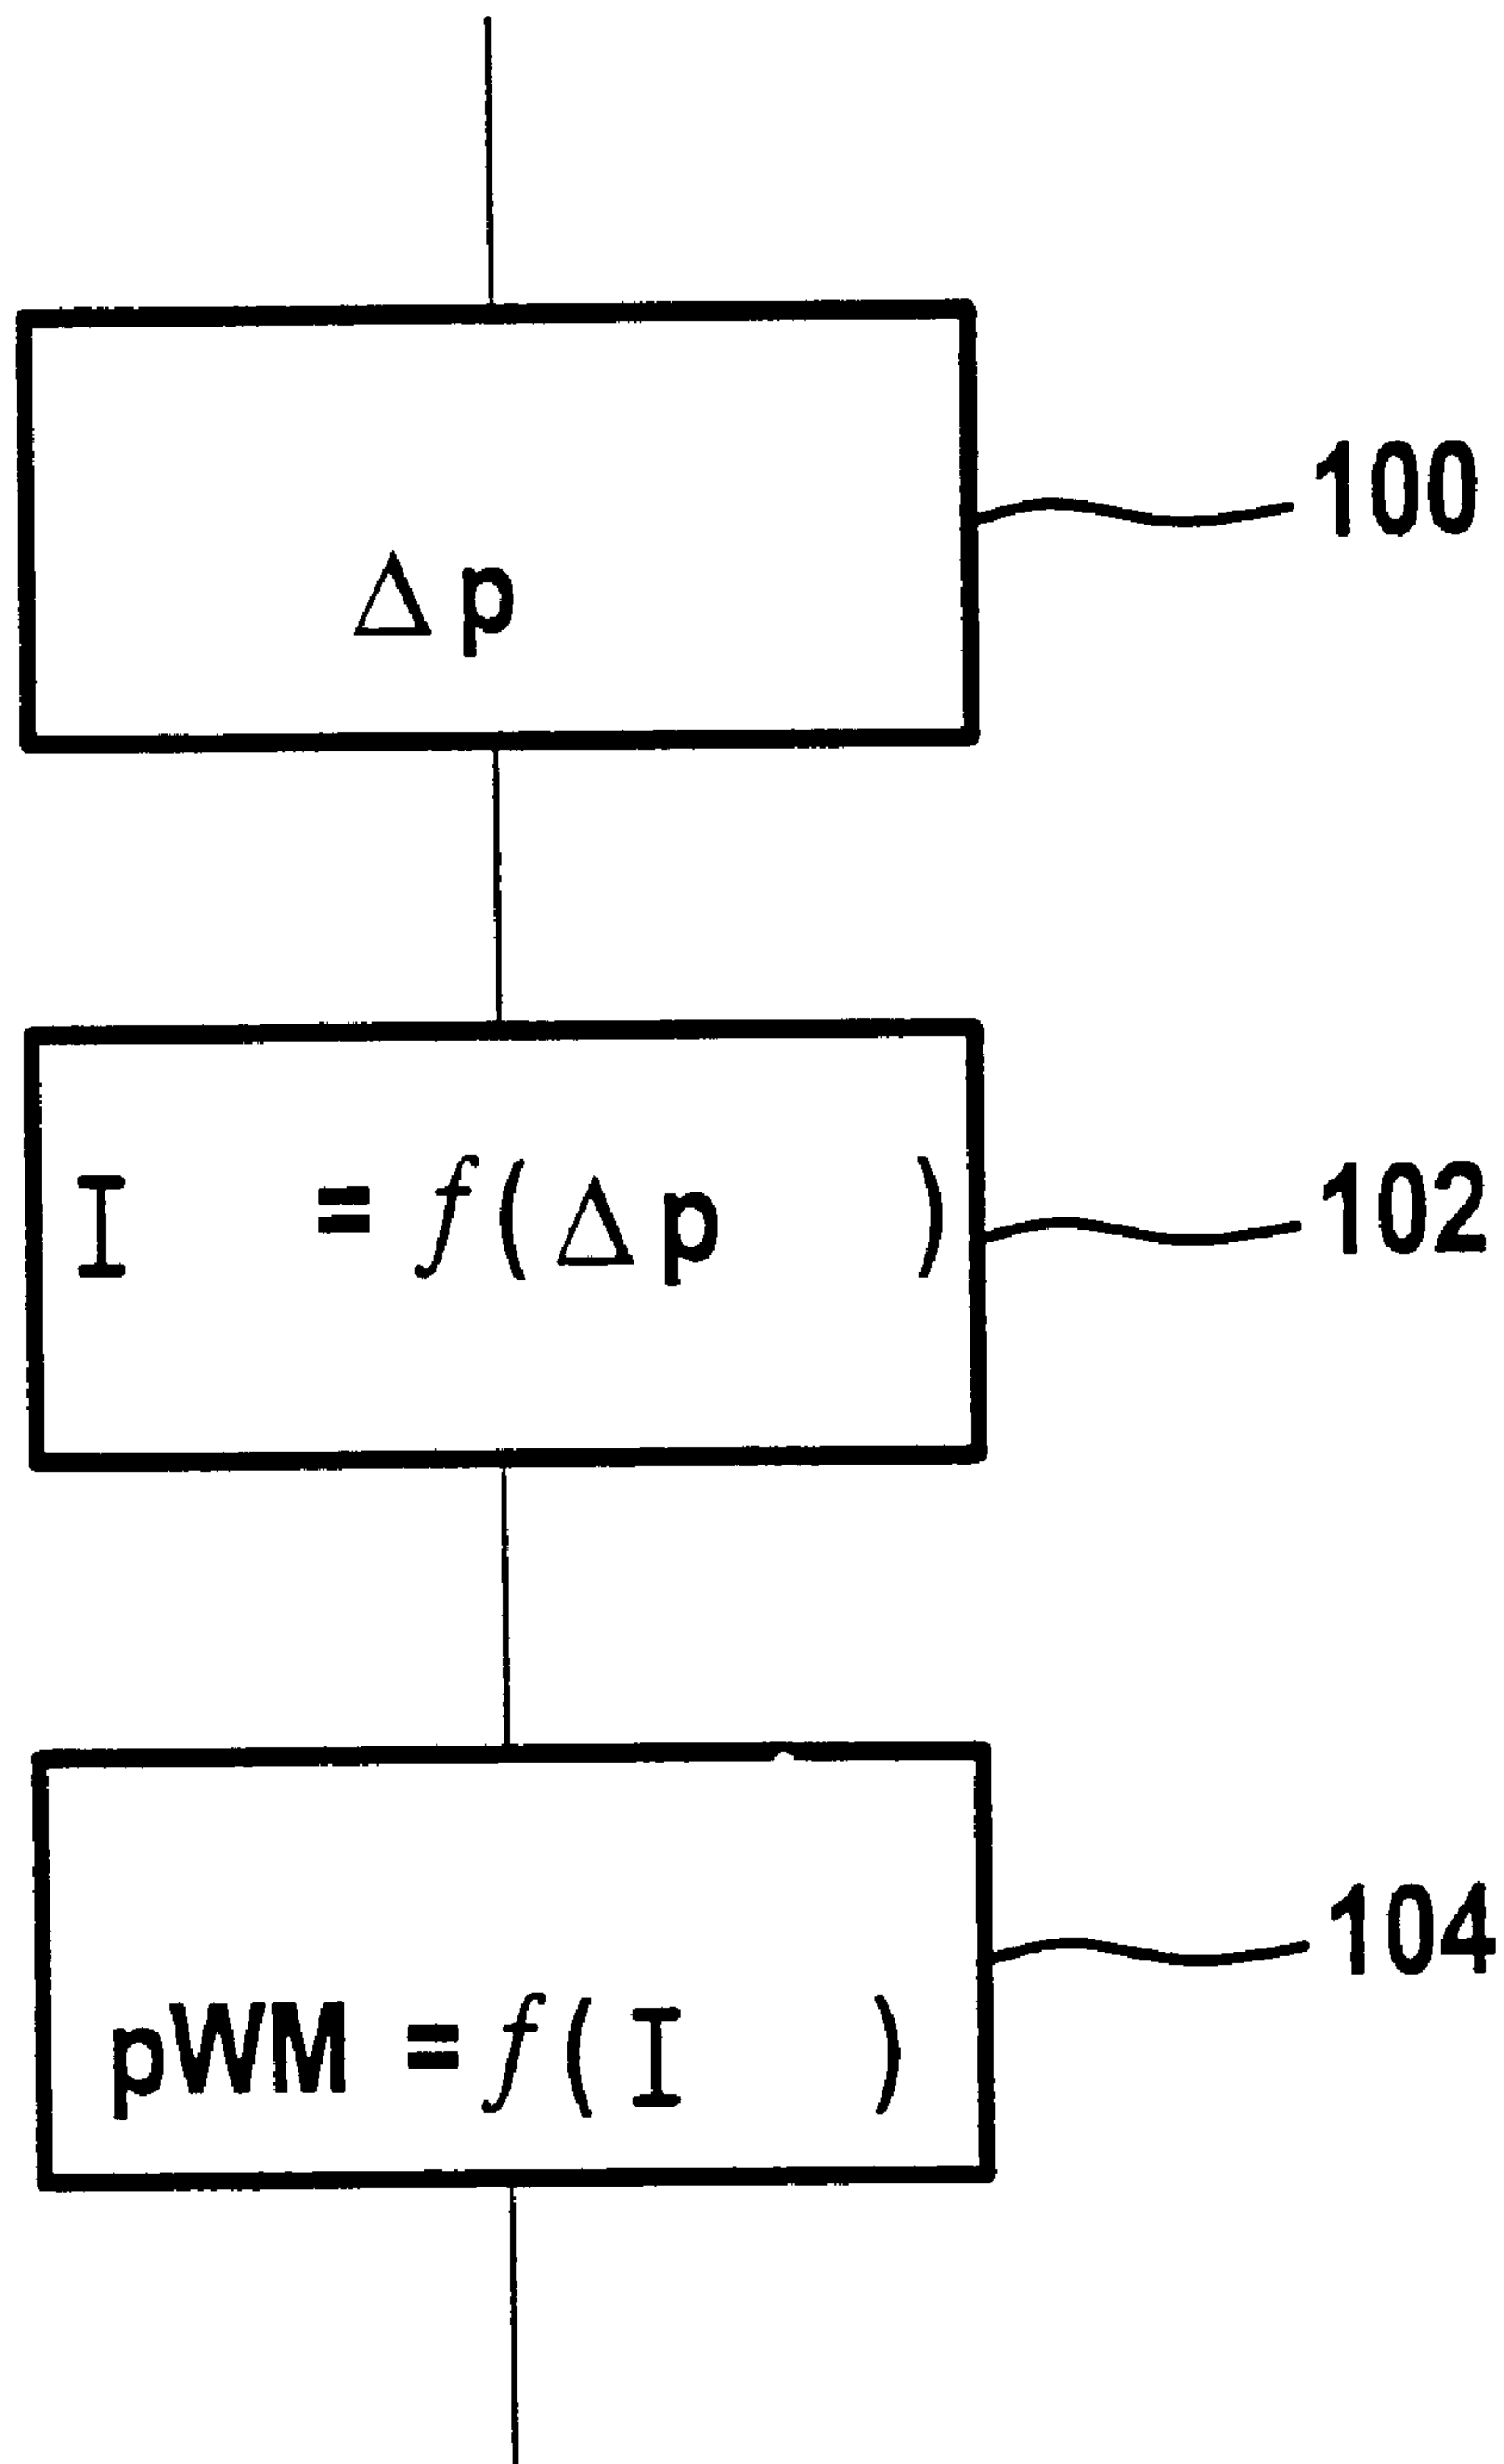 100
Δp
I = f(Δp )
102
104
pWM = f(I )